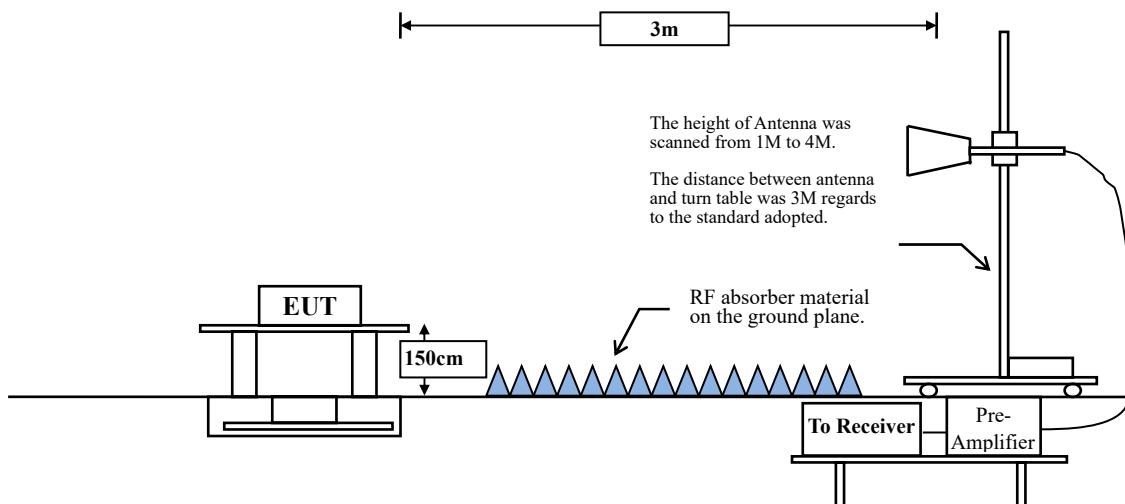 3m
The height of Antenna was
scanned from 1M to 4M.
The distance between antenna
and turn table was 3M regards
to the standard adopted.
EUT
RF absorber material
on the ground plane.
150cm
To Receiver
Pre-
Amplifier